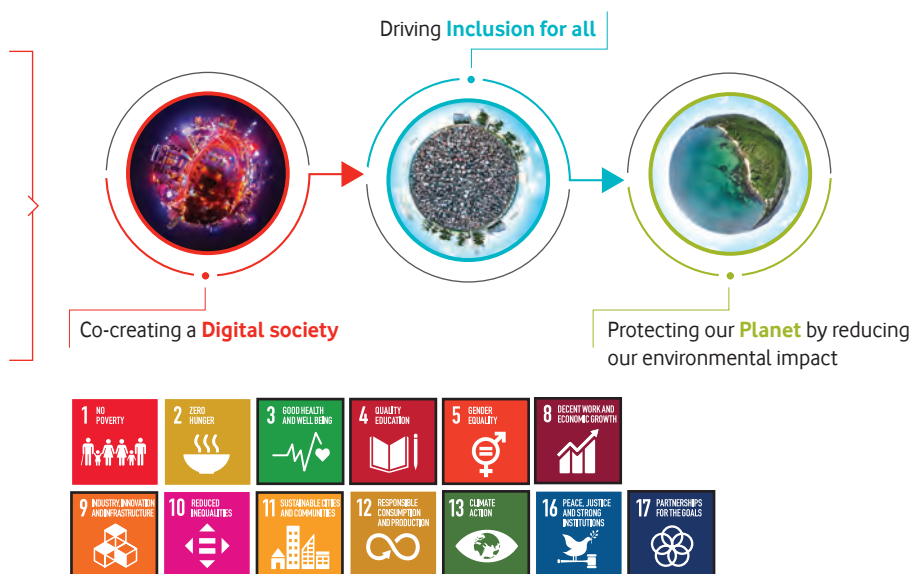 Driving Inclusion for all
Co-creating a Digital society
Protecting our Planet by reducing
our environmental impact
1 NO
POVERTY
2 ZERO
HUNGER
3 GOOD HEALTH
AND WELL BEING
4 QUALITY
EDUCATION
5 GENDER
EQUALITY
8 DECENT WORK AND
ECONOMIC GROWTH
9 INDUSTRY, INNOVATION
AND INFRASTRUCTURE
10 REDUCED
INEQUALITIES
11 SUSTAINABLE CITIES
AND COMMUNITIES
12 RESPONSIBLE
CONSUMPTION
AND PRODUCTION
13 CLIMATE
ACTION
16 PEACE, JUSTICE
AND STRONG
INSTITUTIONS
17 PARTNERSHIPS
FOR THE GOALS